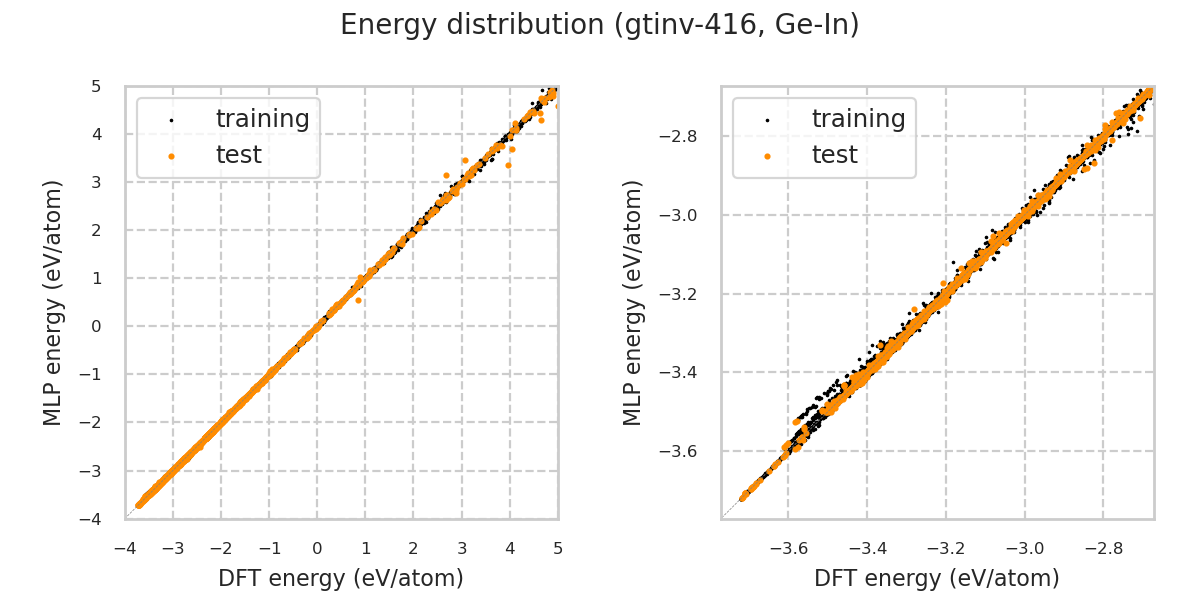 Energy distribution (gtinv-416, Ge-In)
5
4
3
2
1
0
−1
−2
−3
−4
MLP energy (eV/atom)
training
test
−4 −3 −2 −1 0 1 2 3 4 5
DFT energy (eV/atom)
−2.8
−3.0
−3.2
−3.4
−3.6
MLP energy (eV/atom)
training
test
−3.6 −3.4 −3.2 −3.0 −2.8
DFT energy (eV/atom)